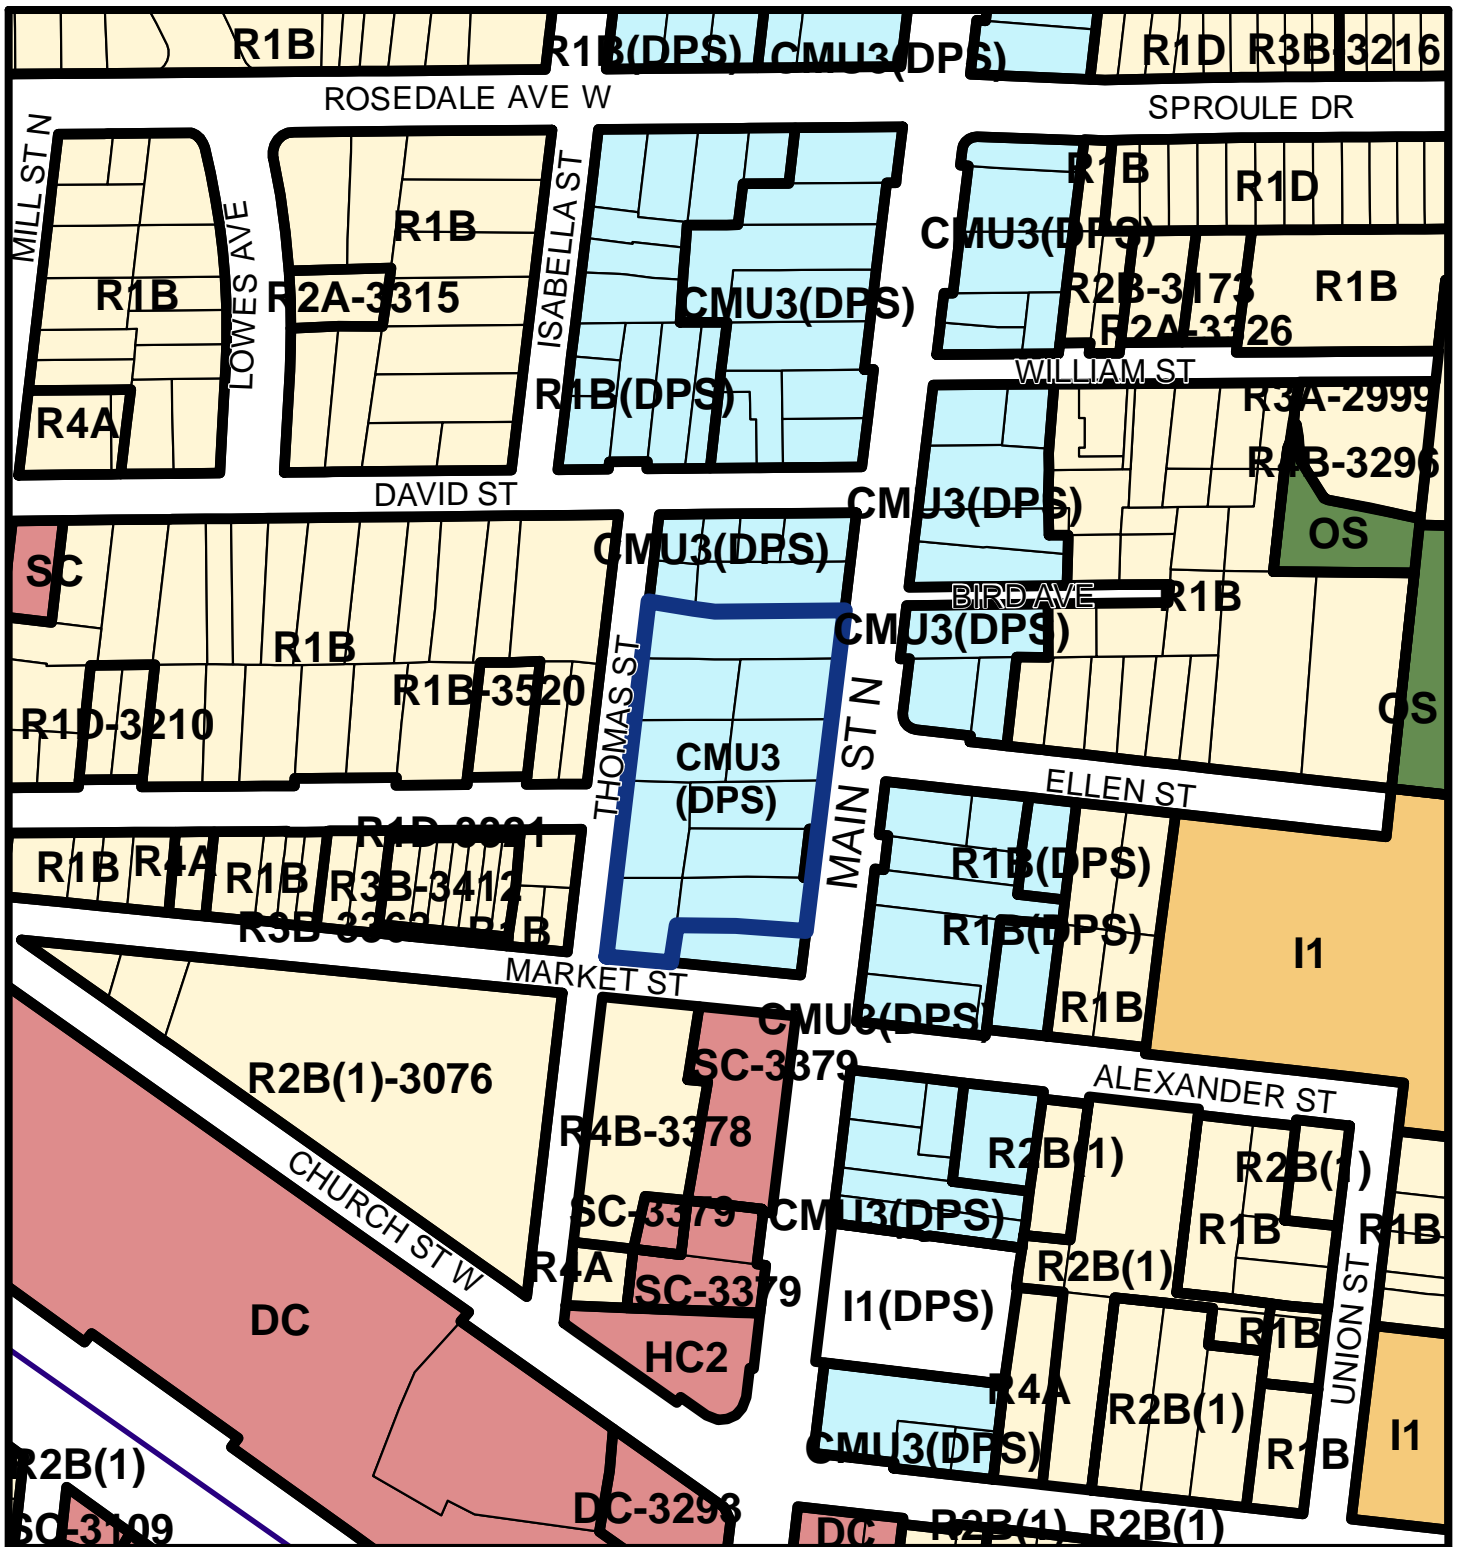 R1B
R1B(DPS)
CMU3(DPS)
R1D
R3B-3216
ROSEDALE AVE W
SPROULE DR
MILL ST N
LOWES AVE
ISABELLA ST
R1B
R1D
R1B
CMU3(DPS)
R1B
R2A-3315
CMU3(DPS)
R2B-3173
R1B
R2A-3326
WILLIAM ST
R1B(DPS)
R3A-2999
R4A
R4B-3296
DAVID ST
CMU3(DPS)
OS
CMU3(DPS)
SC
BIRD AVE
R1B
CMU3(DPS)
R1B
THOMAS ST
R1B-3520
R1D-3210
OS
MAIN ST N
CMU3
(DPS)
ELLEN ST
R1B
R4A
R1B
R3B-3412
R1B(DPS)
R1B
R1B(DPS)
I1
MARKET ST
R1B
CMU3(DPS)
SC-3379
R2B(1)-3076
ALEXANDER ST
R4B-3378
R2B(1)
R2B(1)
CHURCH ST W
SC-3379
CMU3(DPS)
R1B
R1B
R4A
R2B(1)
SC-3379
I1(DPS)
DC
R1B
UNION ST
HC2
R4A
R2B(1)
I1
CMU3(DPS)
R1B
R2B(1)
DC-3293
SC-3109
DC
R2B(1)
R2B(1)